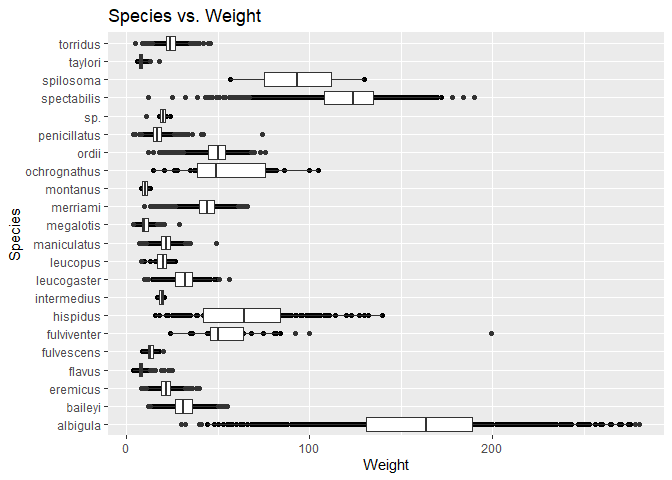 Species vs. Weight
torridus
taylori
spilosoma
spectabilis
sp.
penicillatus
ordii
ochrognathus
montanus
merriami
megalotis
maniculatus
leucopus
leucogaster
intermedius
hispidus
fulviventer
fulvescens
flavus
eremicus
baileyi
albigula
Species
0 100 200
Weight